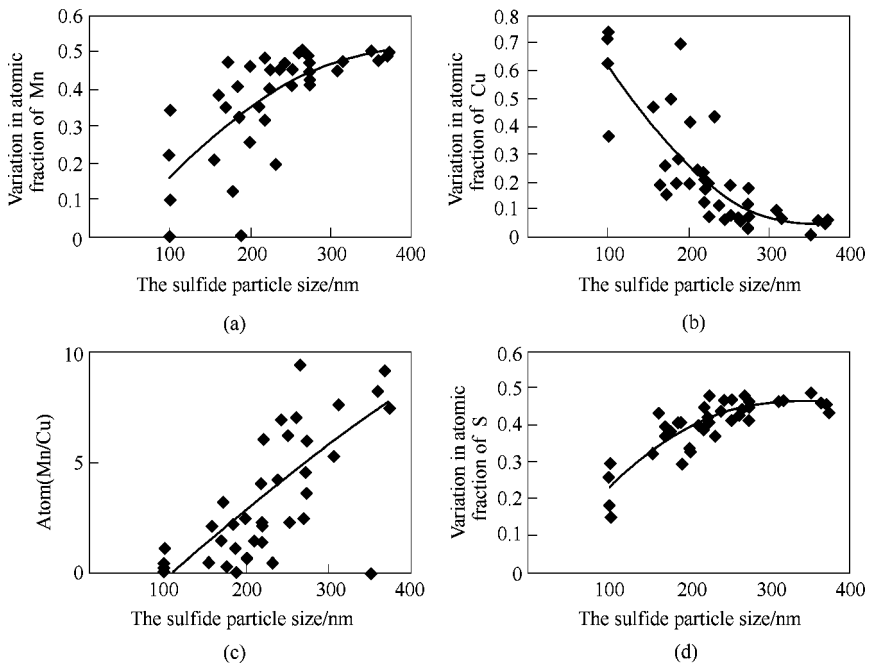 0.6
0.5
0.4
0.3
0.2
0.1
0
Variation in atomic
fraction of Mn
100
200
300
400
The sulfide particle size/nm
(a)
0.8
0.7
0.6
0.5
0.4
0.3
0.2
0.1
0
Variation in atomic
fraction of Cu
100
200
300
400
The sulfide particle size/nm
(b)
10
5
0
Atom(Mn/Cu)
100
200
300
400
The sulfide particle size/nm
(c)
0.6
0.5
0.4
0.3
0.2
0.1
0
Variation in atomic
fraction of S
100
200
300
400
The sulfide particle size/nm
(d)